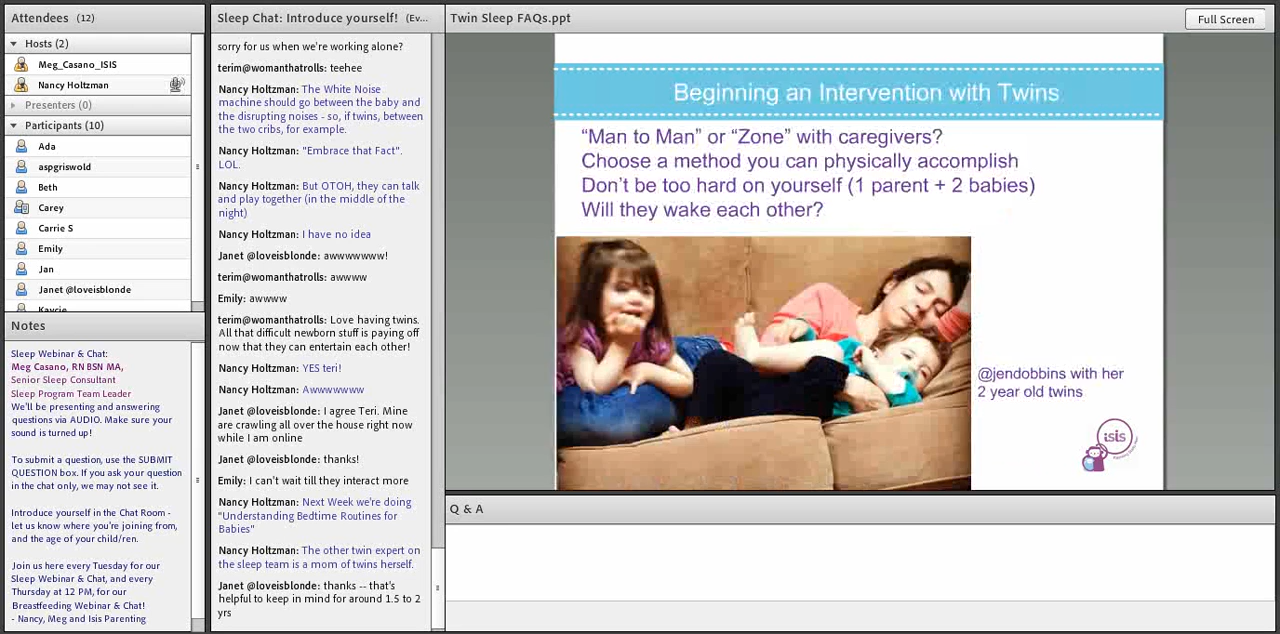 Attendees (12)
Hosts (2)
Meg_Casano_ISIS
Nancy Holtzman
Presenters (0)
Participants (10)
Ada
aspgriswold
Beth
Carey
Carrie S
Emily
Jan
Janet @loveisblonde
Kaycie
Notes
Sleep Webinar & Chat:
Meg Casano, RN BSN MA,
Senior Sleep Consultant
Sleep Program Team Leader
We'll be presenting and answering
questions via AUDIO. Make sure your
sound is turned up!
To submit a question, use the SUBMIT
QUESTION box. If you ask your question
in the chat only, we may not see it.
Introduce yourself in the Chat Room -
let us know where you're joining from,
and the age of your child/ren.
Join us here every Tuesday for our
Sleep Webinar & Chat, and every
Thursday at 12 PM, for our
Breastfeeding Webinar & Chat!
- Nancy, Meg and Isis Parenting
Sleep Chat: Introduce yourself! (Ev...
sorry for us when we're working alone?
terim@womanthatrolls: teehee
Nancy Holtzman: The White Noise
machine should go between the baby and
the disrupting noises - so, if twins, between
the two cribs, for example.
Nancy Holtzman: "Embrace that Fact".
LOL.
Nancy Holtzman: But OTOH, they can talk
and play together (in the middle of the
night)
Nancy Holtzman: I have no idea
Janet @loveisblonde: awwwwwww!
terim@womanthatrolls: awwww
Emily: awwww
terim@womanthatrolls: Love having twins.
All that difficult newborn stuff is paying off
now that they can entertain each other!
Nancy Holtzman: YES teri!
Nancy Holtzman: Awwwwwww
Janet @loveisblonde: I agree Teri. Mine
are crawling all over the house right now
while I am online
Janet @loveisblonde: thanks!
Emily: I can't wait till they interact more
Nancy Holtzman: Next Week we're doing
"Understanding Bedtime Routines for
Babies"
Nancy Holtzman: The other twin expert on
the sleep team is a mom of twins herself.
Janet @loveisblonde: thanks -- that's
helpful to keep in mind for around 1.5 to 2
yrs
Twin Sleep FAQs.ppt
Full Screen
Beginning an Intervention with Twins
“Man to Man” or “Zone” with caregivers?
Choose a method you can physically accomplish
Don’t be too hard on yourself (1 parent + 2 babies)
Will they wake each other?
@jendobbins with her
2 year old twins
isis
Q & A